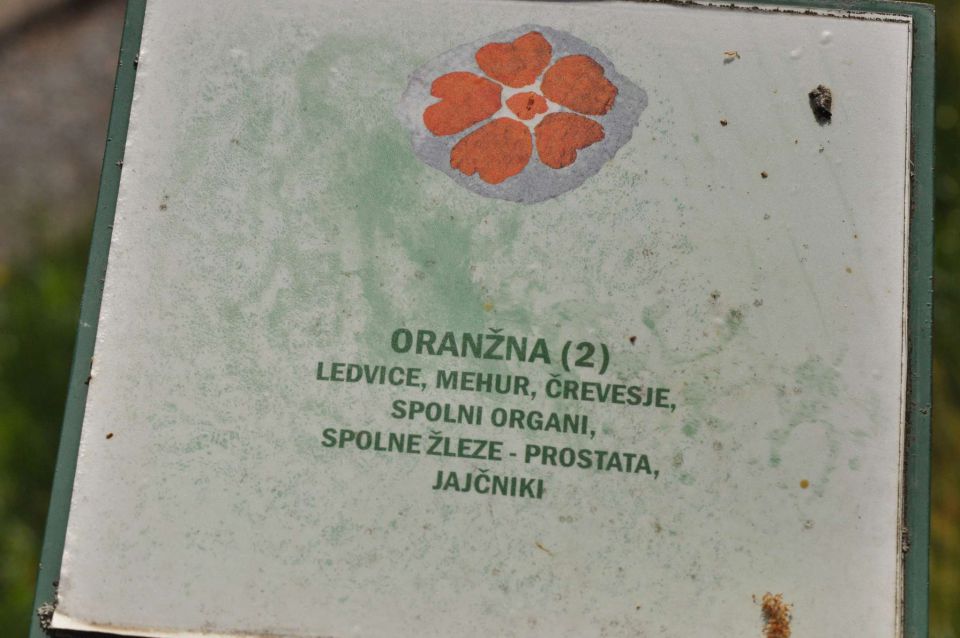 ORANŽNA (2)
LEDVICE, MEHUR, ČREVESJE,
SPOLNI ORGANI,
SPOLNE ŽLEZE - PROSTATA,
JAJČNIKI